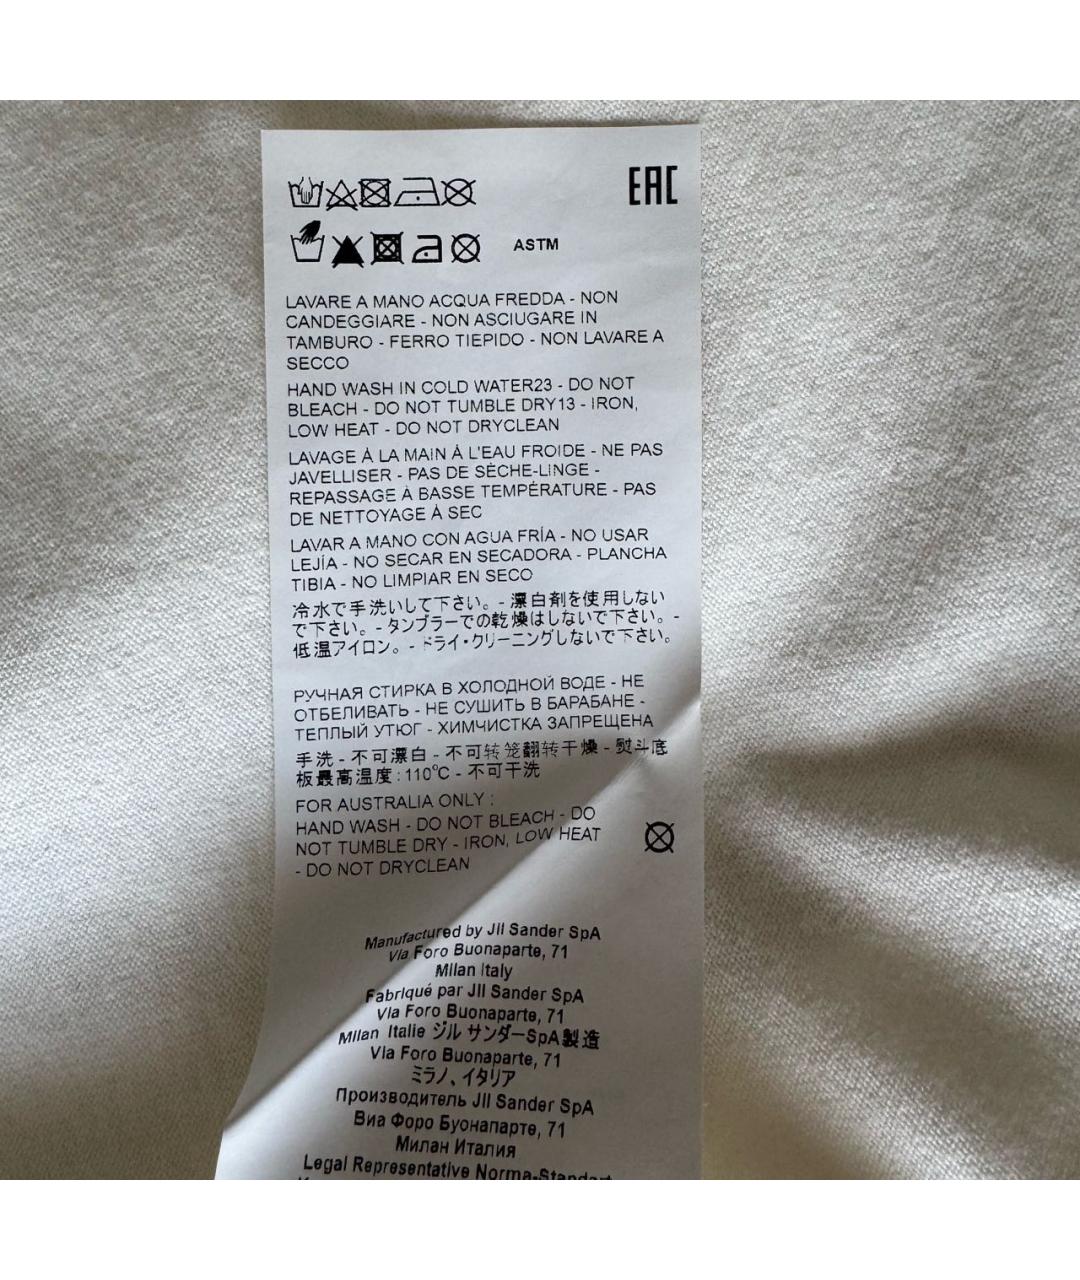 EAC
ASTM
LAVARE A MANO ACQUA FREDDA - NON
CANDEGGIARE - NON ASCIUGARE IN
TAMBURO - FERRO TIEPIDO - NON LAVARE A
SECCO
HAND WASH IN COLD WATER23 - DO NOT
BLEACH - DO NOT TUMBLE DRY13 - IRON,
LOW HEAT - DO NOT DRYCLEAN
LAVAGE À LA MAIN À L'EAU FROIDE - NE PAS
JAVELLISER - PAS DE SÈCHE-LINGE -
REPASSAGE À BASSE TEMPÉRATURE - PAS
DE NETTOYAGE À SEC
LAVAR A MANO CON AGUA FRÍA - NO USAR
LEJÍA - NO SECAR EN SECADORA - PLANCHA
TIBIA - NO LIMPIAR EN SECO
冷水で手洗いして下さい。- 漂白剤を使用しない
で下さい。- タンブラーでの乾燥はしないで下さい。-
低温アイロン。- ドライ・クリーニングしないで下さい。
РУЧНАЯ СТИРКА В ХОЛОДНОЙ ВОДЕ - НЕ
ОТБЕЛИВАТЬ - НЕ СУШИТЬ В БАРАБАНЕ -
ТЕПЛЫЙ УТЮГ - ХИМЧИСТКА ЗАПРЕЩЕНА
手洗 - 不可漂白 - 不可转笼翻转干燥 - 熨斗底
板最高温度:110°C - 不可干洗
FOR AUSTRALIA ONLY :
HAND WASH - DO NOT BLEACH - DO
NOT TUMBLE DRY - IRON, LOW HEAT
- DO NOT DRYCLEAN
Manufactured by Jil Sander SpA
Via Foro Buonaparte, 71
Milan Italy
Fabriqué par Jil Sander SpA
Via Foro Buonaparte, 71
Milan Italie ジル サンダーSpA製造
Via Foro Buonaparte, 71
ミラノ、イタリア
Производитель Jil Sander SpA
Виа Форо Буонапарте, 71
Милан Италия
Legal Representative Norma-Standart